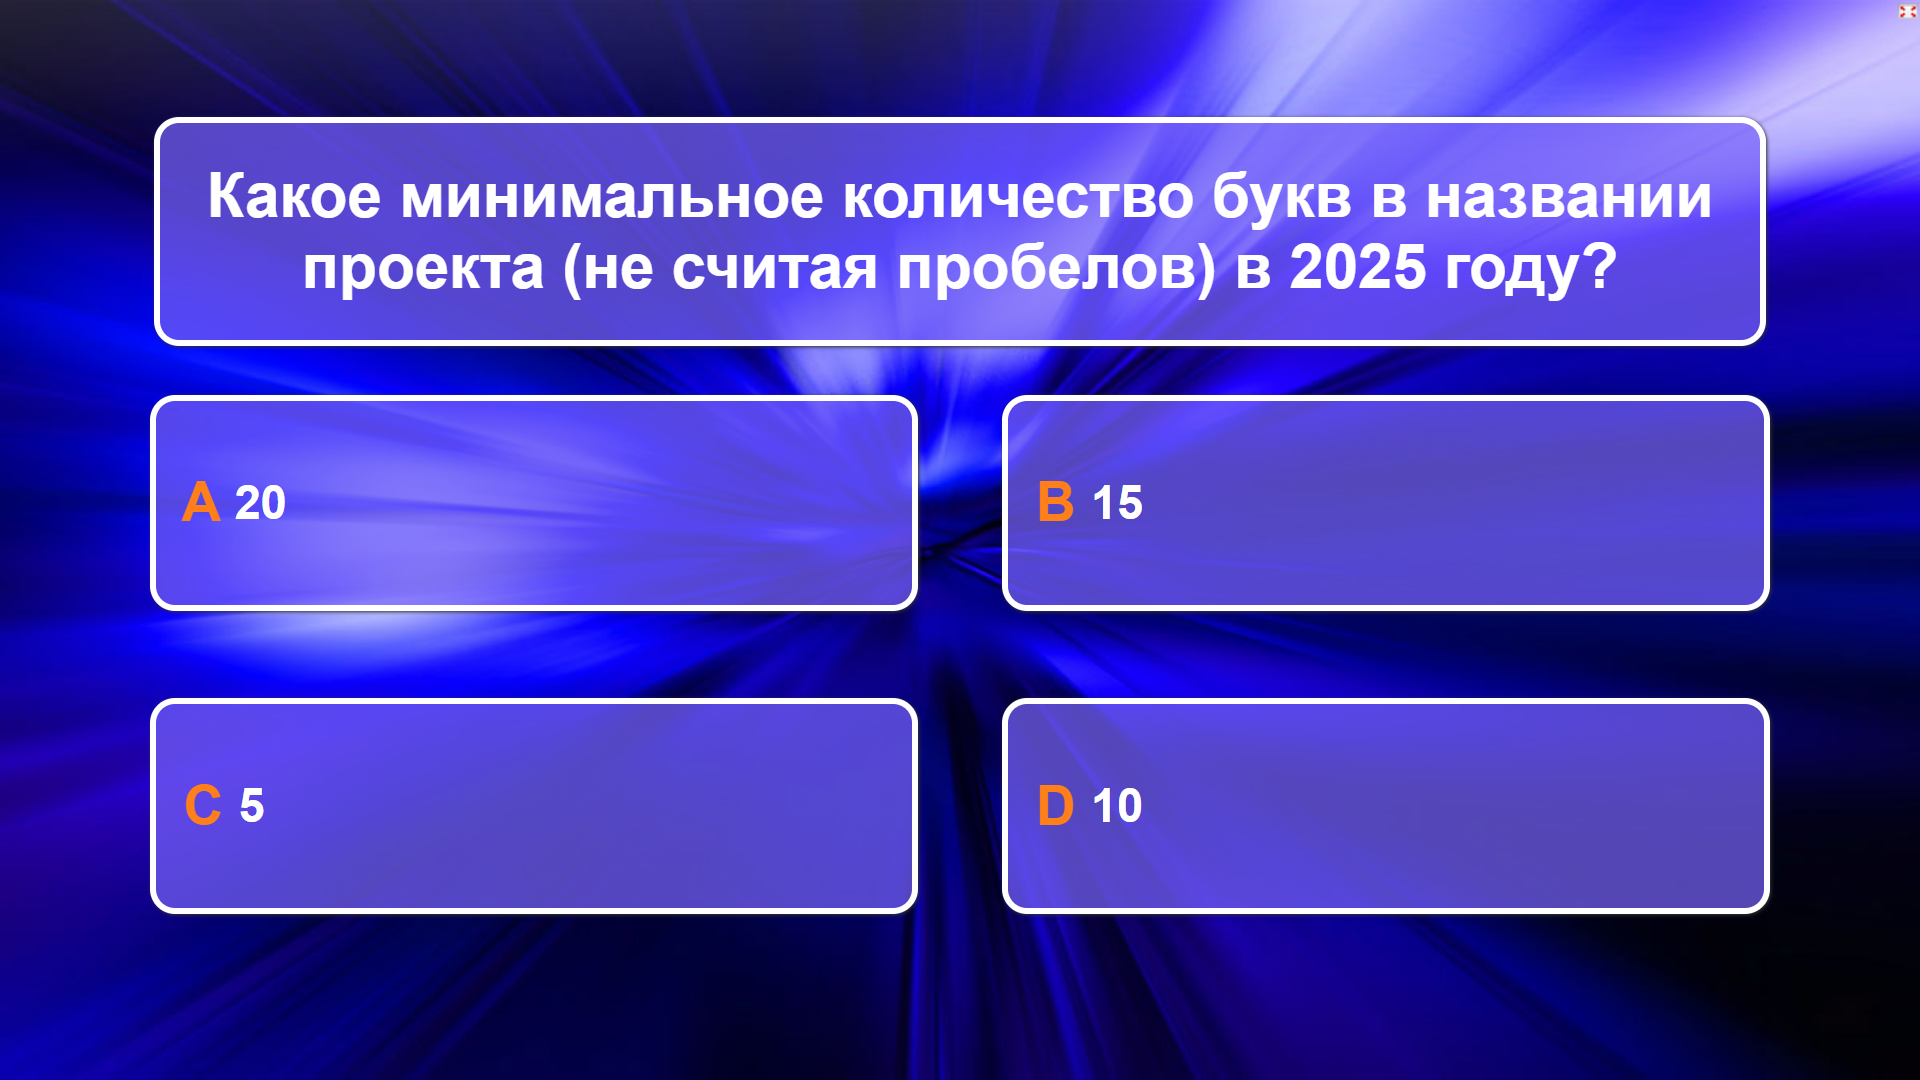 Какое минимальное количество букв в названии
проекта (не считая пробелов) в 2025 году?
A 20
B 15
C 5
D 10